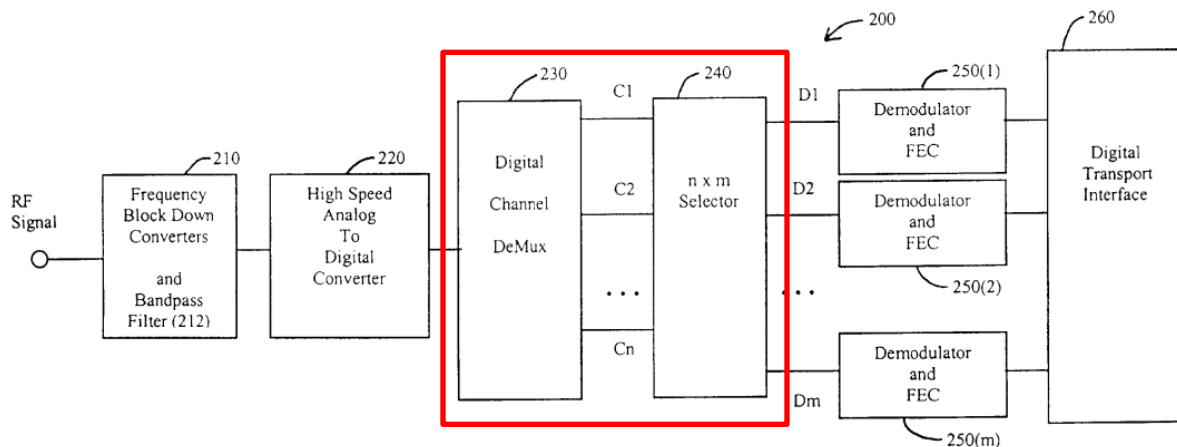 200
260
230
240
250(1)
C1
D1
Demodulator
and
FEC
210
220
Digital
Channel
DeMux
n x m
Selector
Digital
Transport
Interface
RF
Signal
Frequency
Block Down
Converters
and
Bandpass
Filter (212)
High Speed
Analog
To
Digital
Converter
C2
D2
Demodulator
and
FEC
250(2)
...
...
Cn
Dm
Demodulator
and
FEC
250(m)